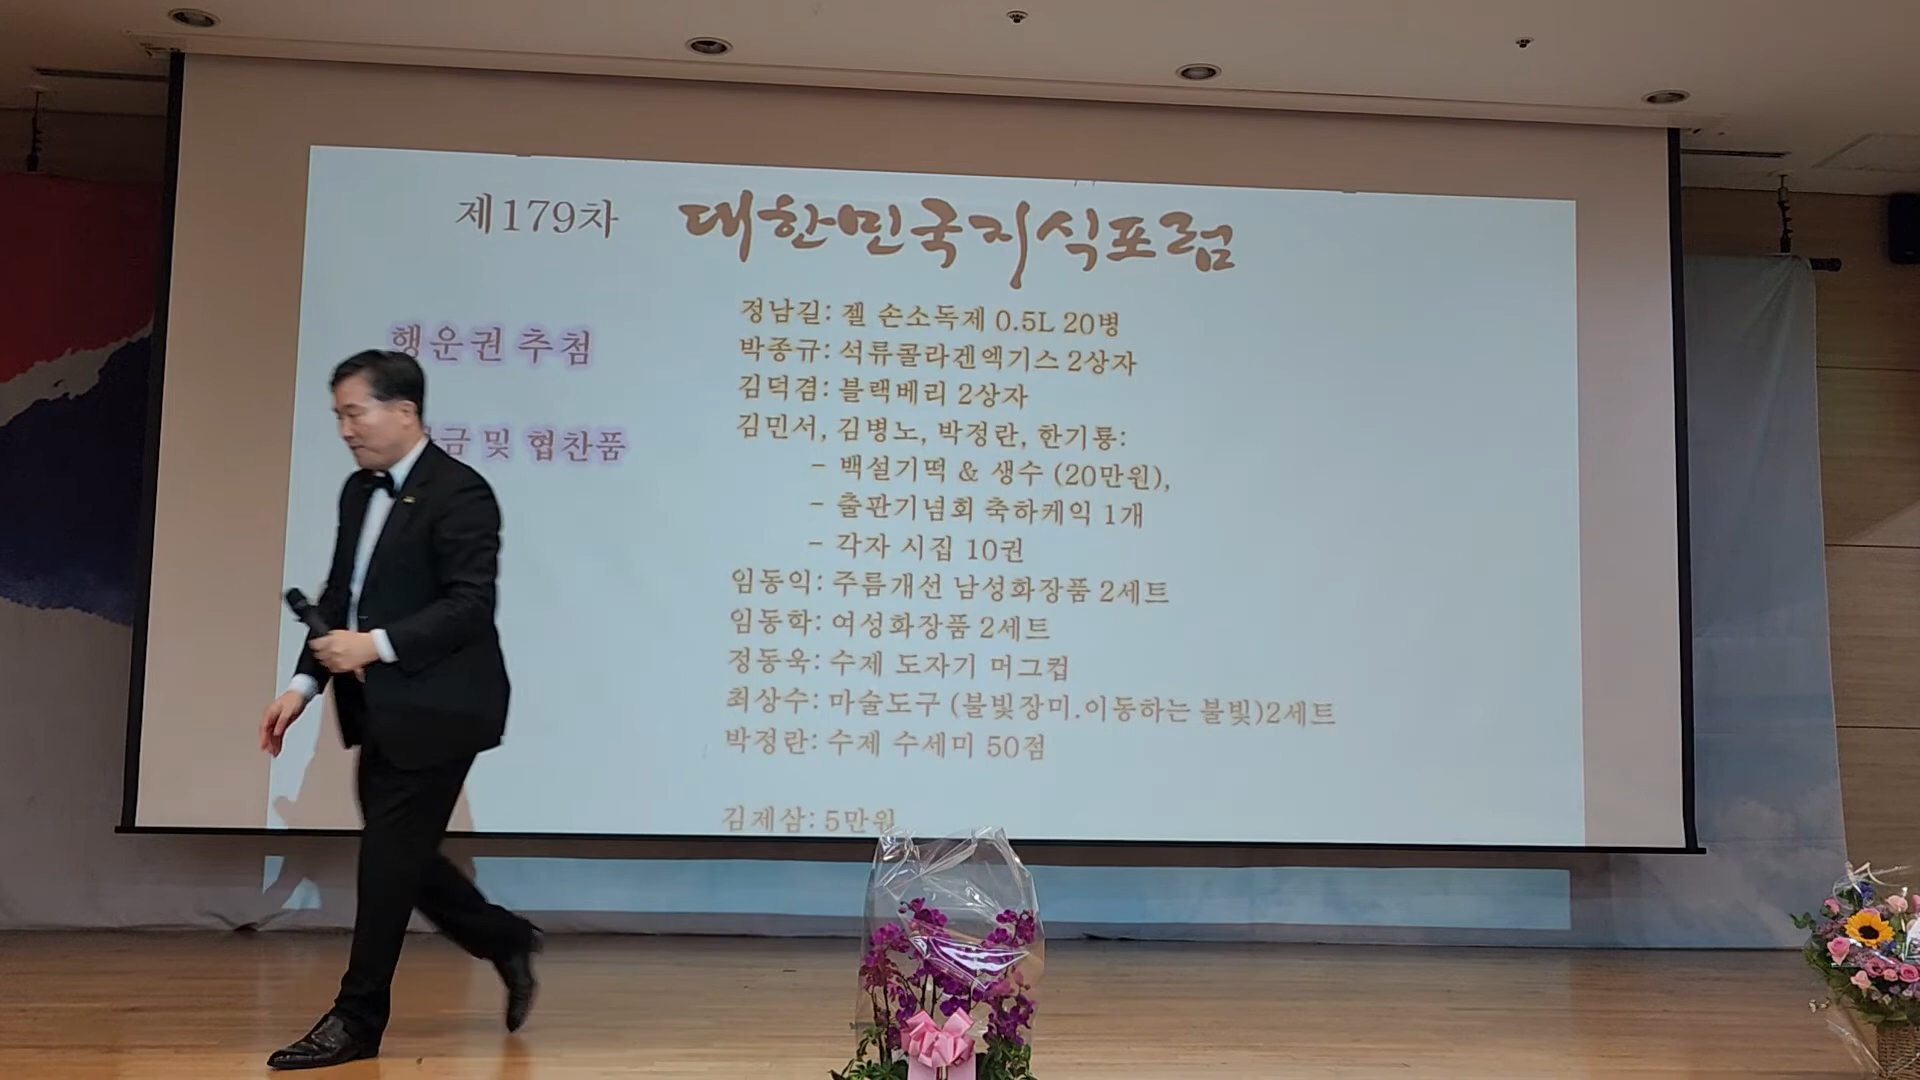 제179차 대한민국지식포럼
행운권 추첨
금 및 협찬품
정남길: 젤 손소독제 0.5L 20병
박종규: 석류콜라겐엑기스 2상자
김덕겸: 블랙베리 2상자
김민서, 김병노, 박정란, 한기룡:
- 백설기떡 & 생수 (20만원),
- 출판기념회 축하케익 1개
- 각자 시집 10권
임동익: 주름개선 남성화장품 2세트
임동학: 여성화장품 2세트
정동욱: 수제 도자기 머그컵
최상수: 마술도구 (불빛장미.이동하는 불빛)2세트
박정란: 수제 수세미 50점
김제삼: 5만원